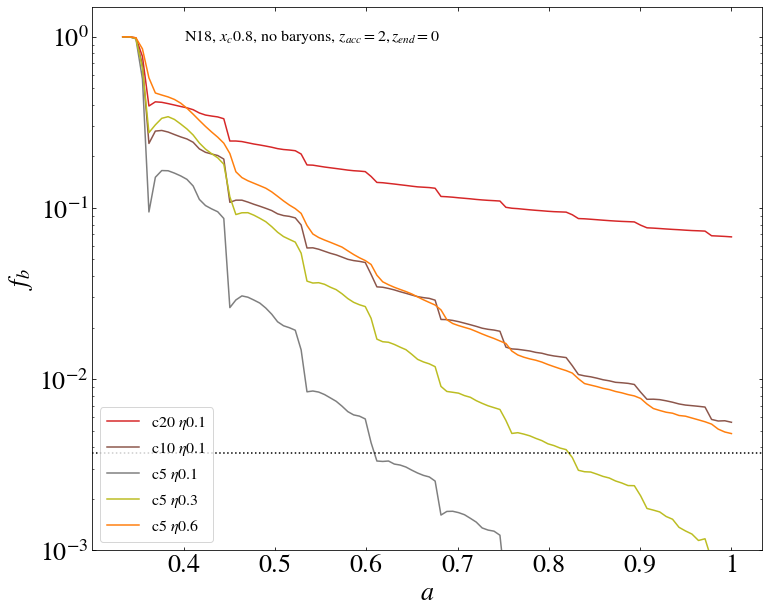 N18, $x_c$0.8, no baryons, $z_{acc} = 2, z_{end} = 0$
$10^0$
$10^{-1}$
$10^{-2}$
$10^{-3}$
$f_b$
c20 η0.1
c10 η0.1
c5 η0.1
c5 η0.3
c5 η0.6
0.4 0.5 0.6 0.7 0.8 0.9 1
$a$